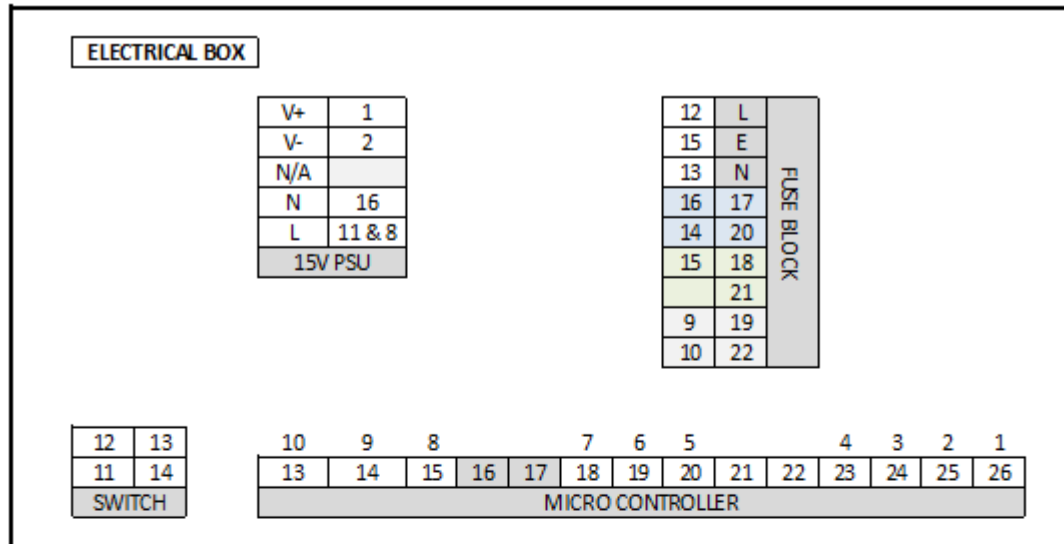 ELECTRICAL BOX
V+ 1
V- 2
N/A
N 16
L 11 & 8
15V PSU
12 L
15 E
13 N
16 17
14 20
15 18
21
9 19
10 22
FUSE BLOCK
12 13
11 14
SWITCH
10 9 8 7 6 5 4 3 2 1
13 14 15 16 17 18 19 20 21 22 23 24 25 26
MICRO CONTROLLER